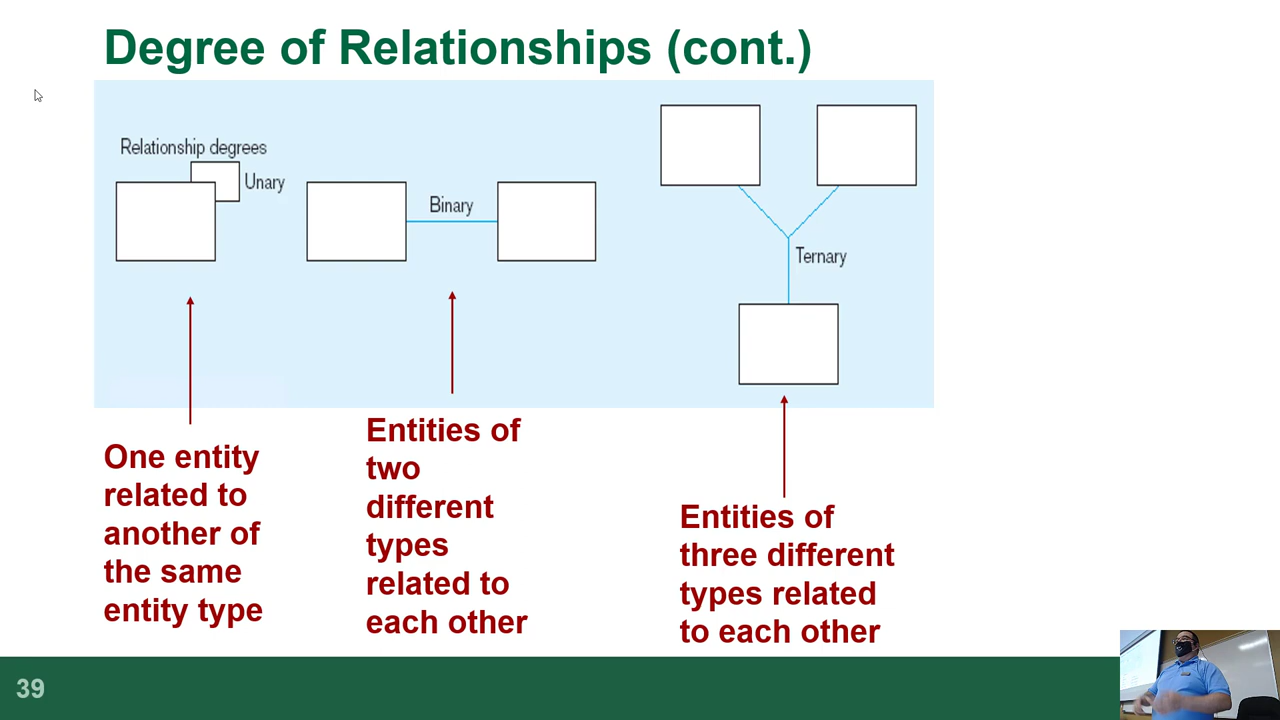 Degree of Relationships (cont.)
Relationship degrees
Unary
Binary
Ternary
One entity
related to
another of
the same
entity type
Entities of
two
different
types
related to
each other
Entities of
three different
types related
to each other
39